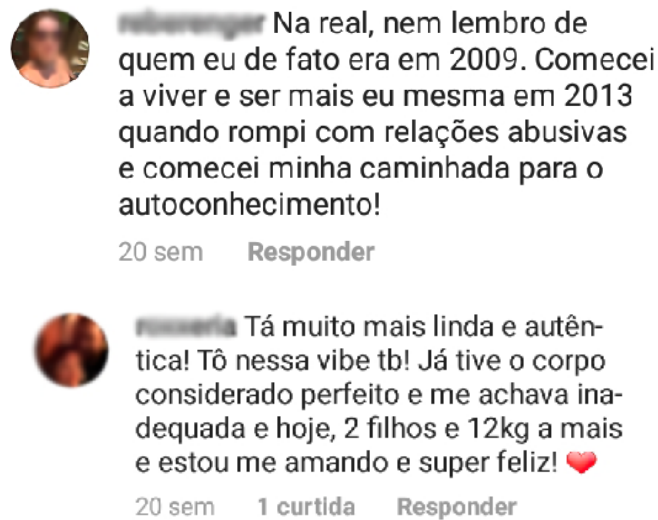 Na real, nem lembro de
quem eu de fato era em 2009. Comecei
a viver e ser mais eu mesma em 2013
quando rompi com relações abusivas
e comecei minha caminhada para o
autoconhecimento!
20 sem Responder
Tá muito mais linda e autên-
tica! Tô nessa vibe tb! Já tive o corpo
considerado perfeito e me achava ina-
dequada e hoje, 2 filhos e 12kg a mais
e estou me amando e super feliz!
20 sem 1 curtida Responder